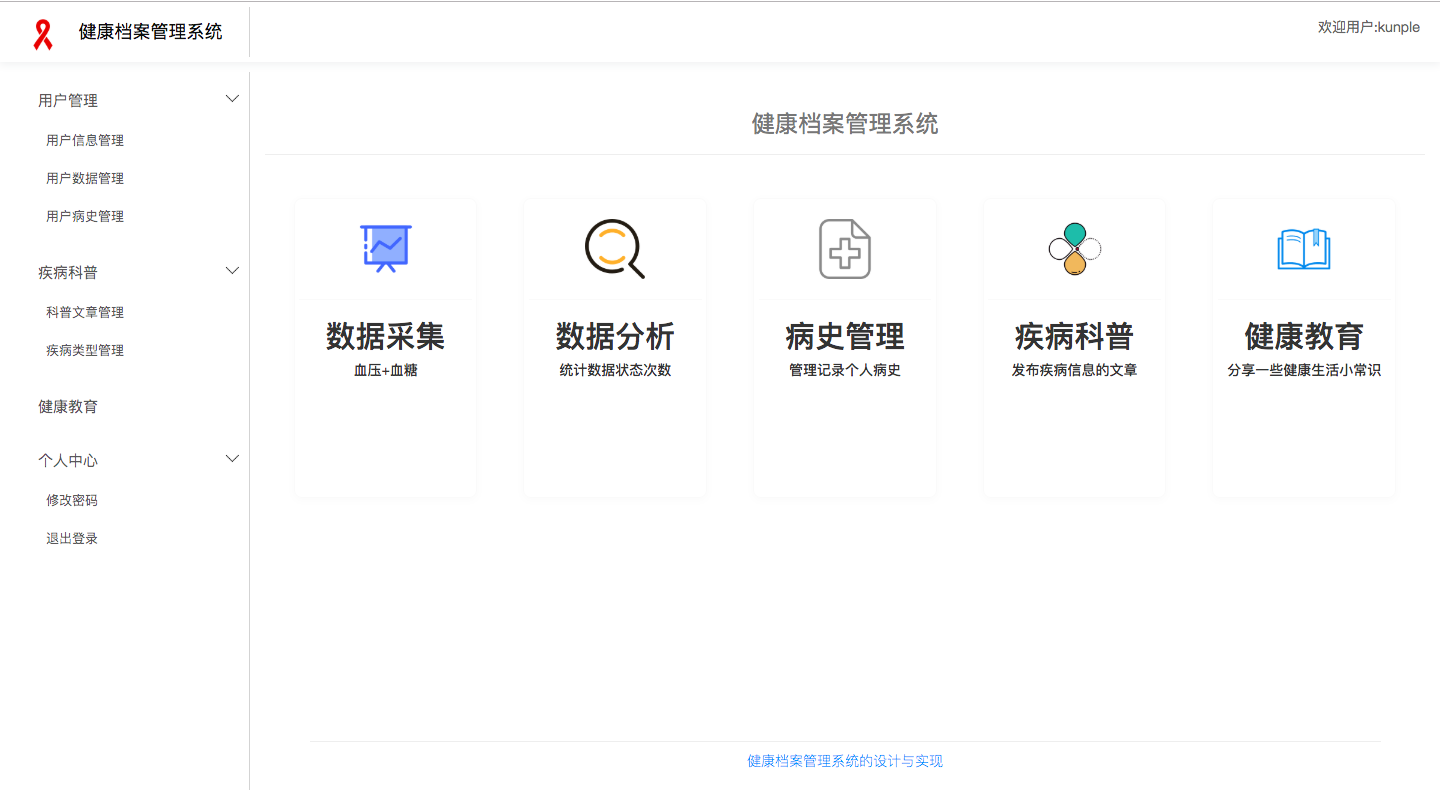 健康档案管理系统
欢迎用户:kunple
用户管理
用户信息管理
用户数据管理
用户病史管理
疾病科普
科普文章管理
疾病类型管理
健康教育
个人中心
修改密码
退出登录
健康档案管理系统
数据采集
血压+血糖
数据分析
统计数据状态次数
病史管理
管理记录个人病史
疾病科普
发布疾病信息的文章
健康教育
分享一些健康生活小常识
健康档案管理系统的设计与实现